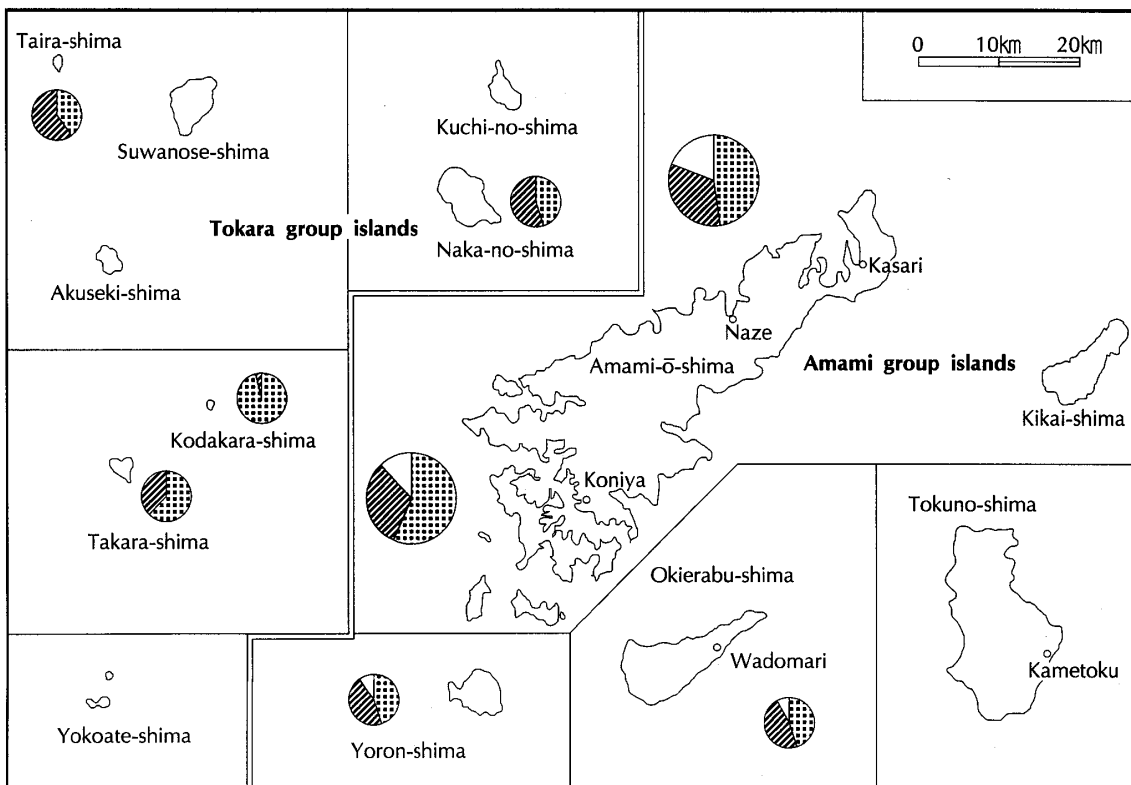 Taira-shima
Suwanose-shima
Akuseki-shima
Tokara group islands
Kuchi-no-shima
Naka-no-shima
0 10km 20km
Kasari
Naze
Amami-ō-shima
Amami group islands
Kikai-shima
Kodakara-shima
Takara-shima
Koniya
Tokuno-shima
Okierabu-shima
Wadomari
Kametoku
Yokoate-shima
Yoron-shima